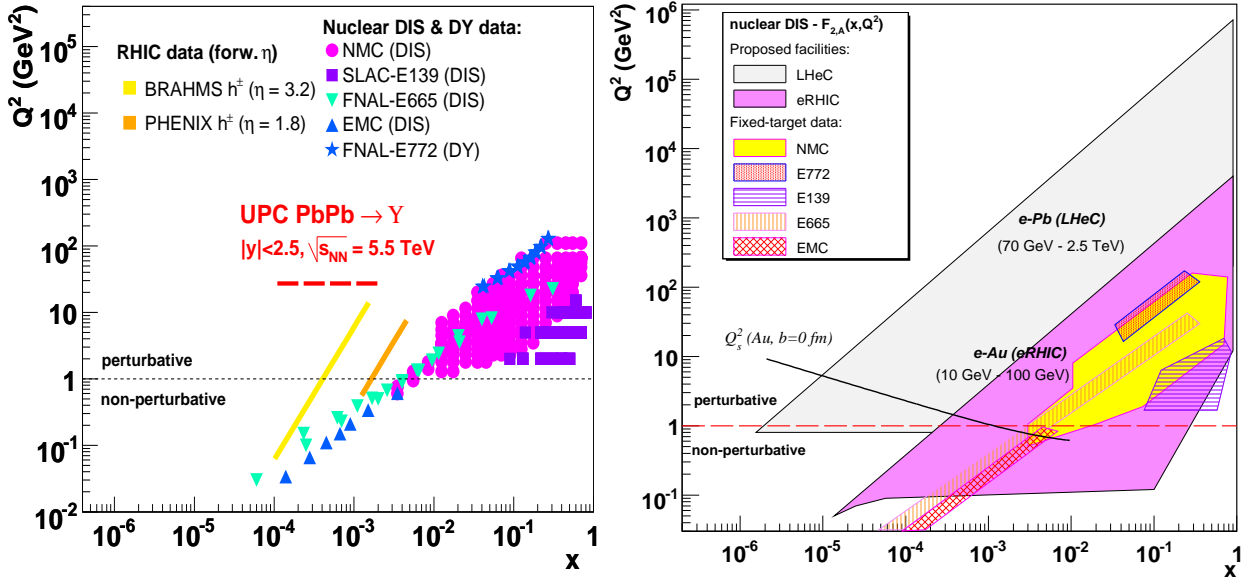 Q² (GeV²)
10⁵
10⁴
10³
10²
10
1
10⁻¹
10⁻²
RHIC data (forw. η)
BRAHMS h± (η = 3.2)
PHENIX h± (η = 1.8)
Nuclear DIS & DY data:
NMC (DIS)
SLAC-E139 (DIS)
FNAL-E665 (DIS)
EMC (DIS)
FNAL-E772 (DY)
UPC PbPb → Υ
|y|<2.5, √s_NN = 5.5 TeV
perturbative
non-perturbative
10⁻⁶ 10⁻⁵ 10⁻⁴ 10⁻³ 10⁻² 10⁻¹ 1
x
Q² (GeV²)
10⁶
10⁵
10⁴
10³
10²
10
1
10⁻¹
nuclear DIS - F₂,A(x,Q²)
Proposed facilities:
LHeC
eRHIC
Fixed-target data:
NMC
E772
E139
E665
EMC
e-Pb (LHeC)
(70 GeV - 2.5 TeV)
Qs² (Au, b=0 fm)
e-Au (eRHIC)
(10 GeV - 100 GeV)
perturbative
non-perturbative
10⁻⁶ 10⁻⁵ 10⁻⁴ 10⁻³ 10⁻² 10⁻¹ 1
x